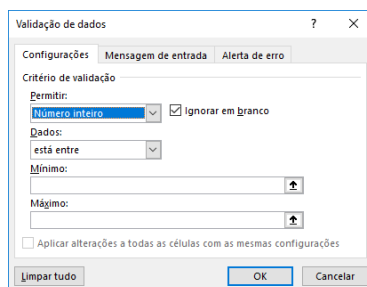 Validação de dados ? ×
Configurações Mensagem de entrada Alerta de erro
Critério de validação
Permitir:
Número inteiro Ignorar em branco
Dados:
está entre
Mínimo:
Máximo:
Aplicar alterações a todas as células com as mesmas configurações
Limpar tudo OK Cancelar